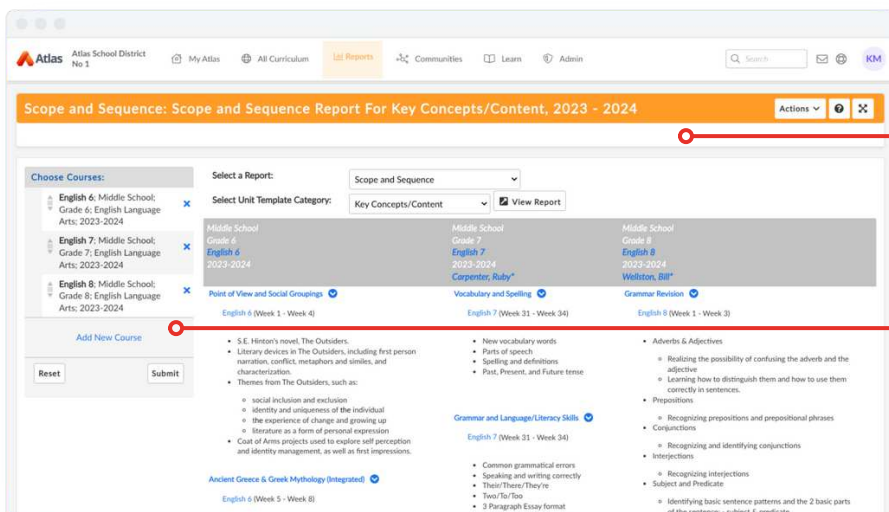 Atlas
Atlas School District
No 1
My Atlas
All Curriculum
Reports
Communities
Learn
Admin
Search
KM
Scope and Sequence: Scope and Sequence Report For Key Concepts/Content, 2023 - 2024
Actions
Choose Courses:
English 6; Middle School;
Grade 6; English Language
Arts; 2023-2024
English 7; Middle School;
Grade 7; English Language
Arts; 2023-2024
English 8; Middle School;
Grade 8; English Language
Arts; 2023-2024
Add New Course
Reset
Submit
Select a Report:
Scope and Sequence
Select Unit Template Category:
Key Concepts/Content
View Report
Middle School
Grade 6
English 6
2023-2024
Point of View and Social Groupings
English 6 (Week 1 - Week 4)
• S.E. Hinton's novel, The Outsiders.
• Literary devices in The Outsiders, including first person
narration, conflict, metaphors and similes, and
characterization.
• Themes from The Outsiders, such as:
social inclusion and exclusion
identity and uniqueness of the individual
the experience of change and growing up
literature as a form of personal expression
• Coat of Arms projects used to explore self perception
and identity management, as well as first impressions.
Ancient Greece & Greek Mythology (Integrated)
English 6 (Week 5 - Week 8)
Middle School
Grade 7
English 7
2023-2024
Carpenter, Ruby*
Vocabulary and Spelling
English 7 (Week 31 - Week 34)
• New vocabulary words
• Parts of speech
• Spelling and definitions
• Past, Present, and Future tense
Grammar and Language/Literacy Skills
English 7 (Week 31 - Week 34)
• Common grammatical errors
• Speaking and writing correctly
• Their/There/They're
• Two/To/Too
• 3 Paragraph Essay format
Middle School
Grade 8
English 8
2023-2024
Wellston, Bill*
Grammar Revision
English 8 (Week 1 - Week 3)
• Adverbs & Adjectives
Realizing the possibility of confusing the adverb and the
adjective
Learning how to distinguish them and how to use them
correctly in sentences.
• Prepositions
Recognizing prepositions and prepositional phrases
• Conjunctions
Recognizing and identifying conjunctions
• Interjections
Recognizing interjections
• Subject and Predicate
Identifying basic sentence patterns and the 2 basic parts
of the sentence: - subject & predicate